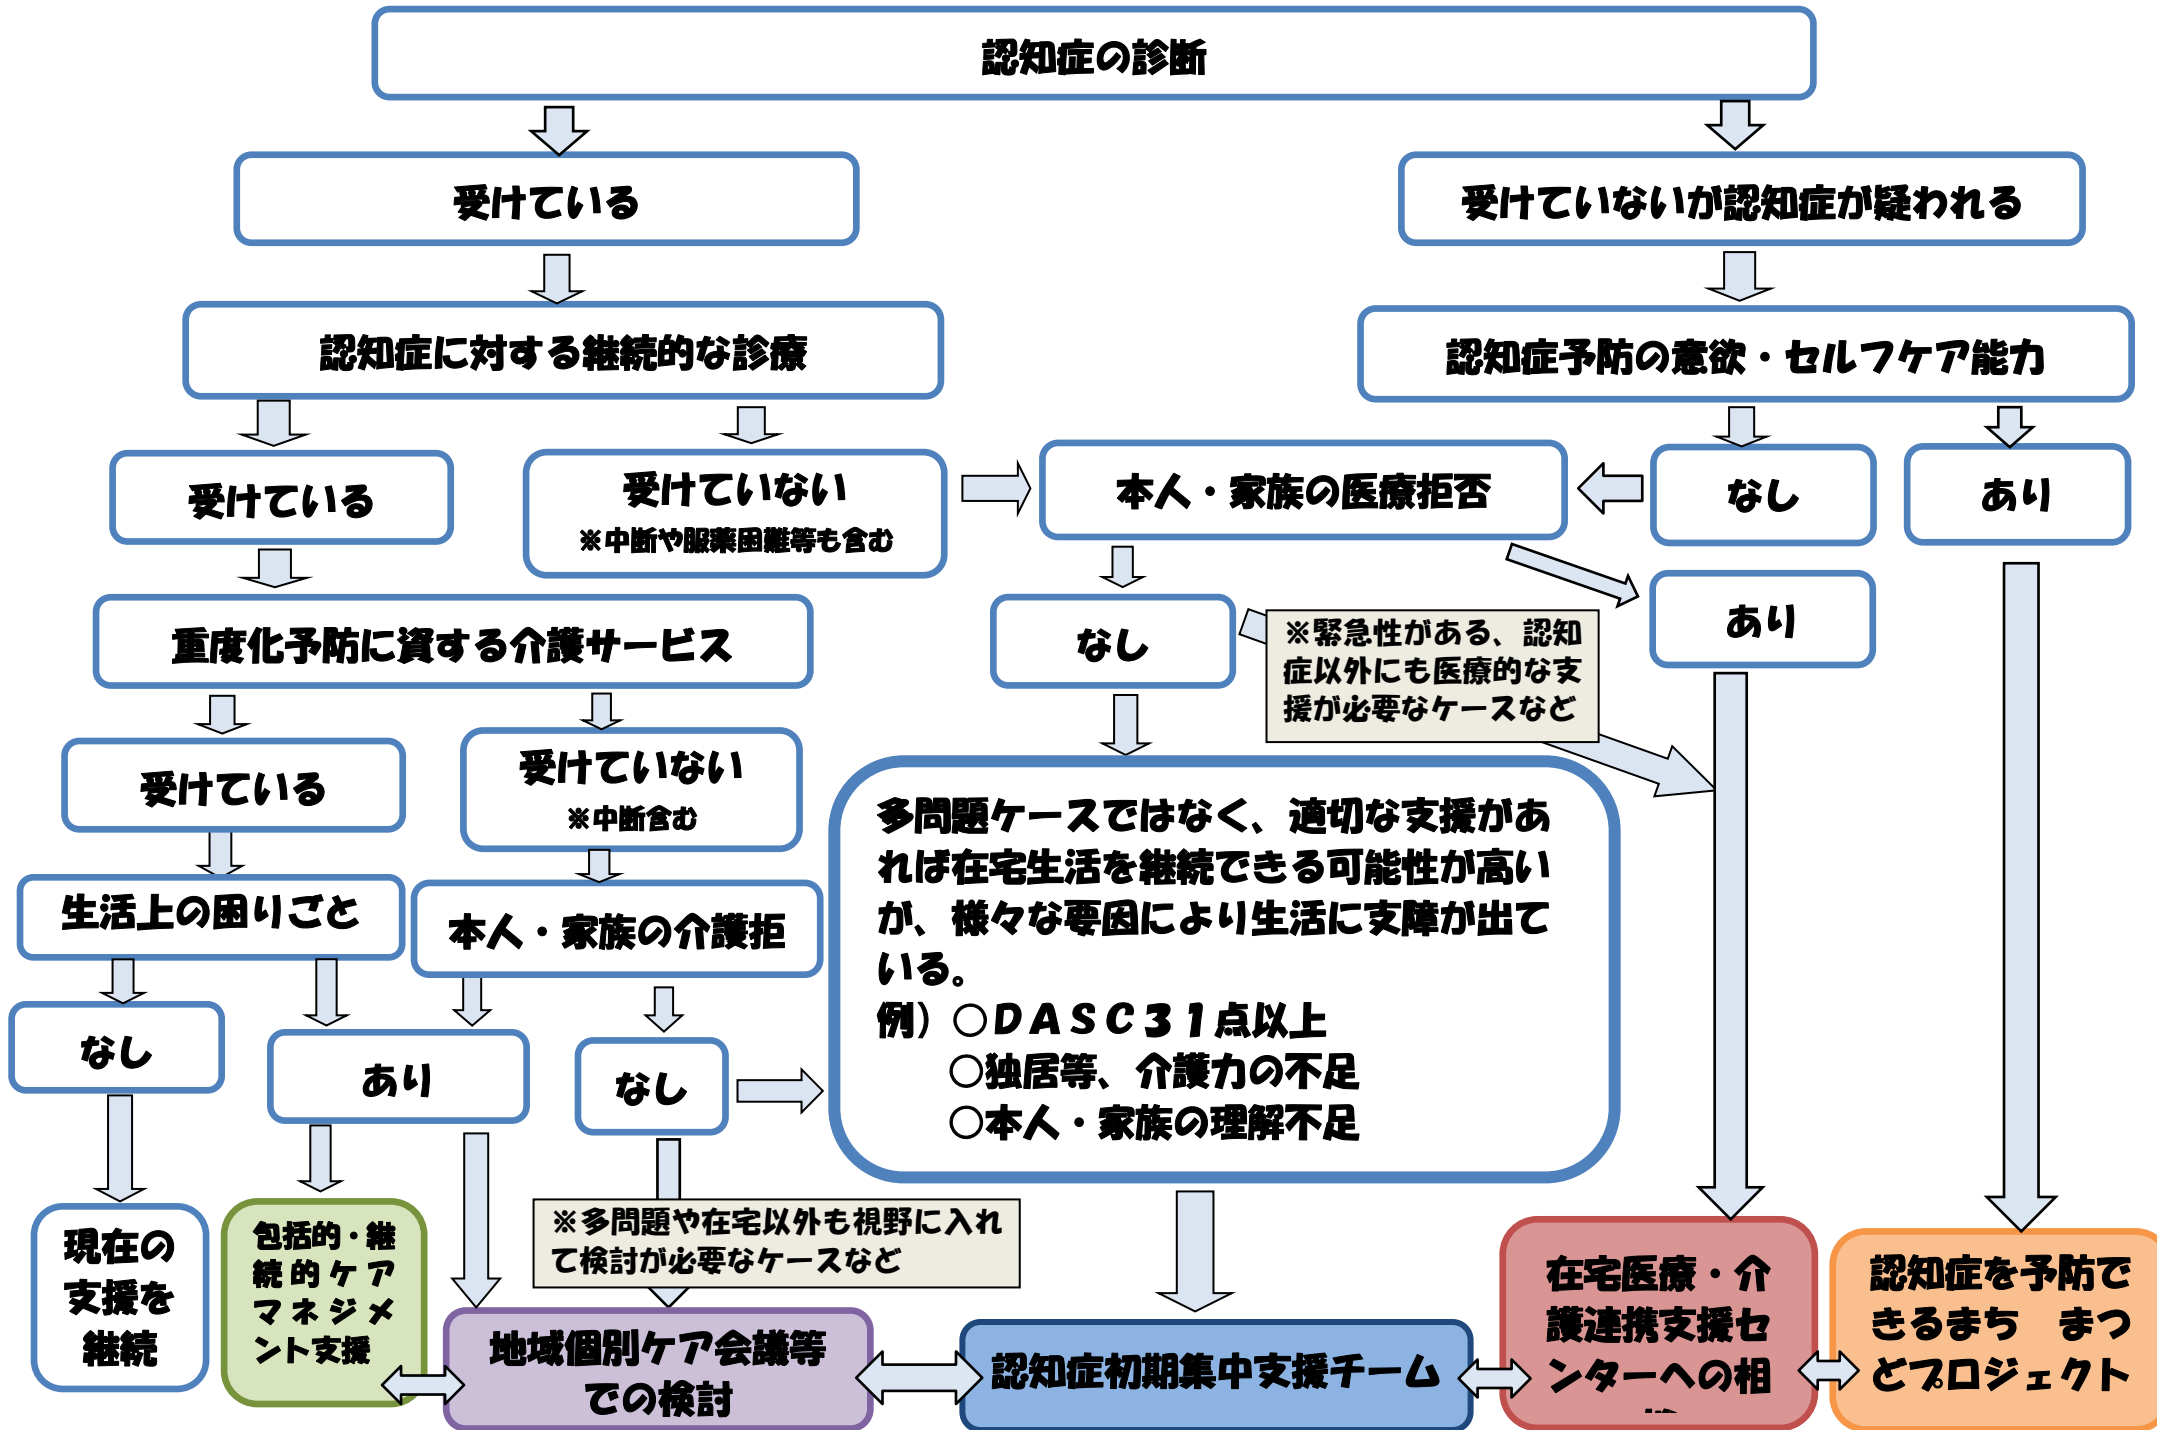 認知症の診断
受けている
受けていないが認知症が疑われる
認知症に対する継続的な診療
認知症予防の意欲・セルフケア能力
受けている
受けていない
※中断や服薬困難等も含む
本人・家族の医療拒否
なし
あり
重度化予防に資する介護サービス
なし
※緊急性がある、認知
症以外にも医療的な支
援が必要なケースなど
あり
受けている
受けていない
※中断含む
多問題ケースではなく、適切な支援があ
れば在宅生活を継続できる可能性が高い
が、様々な要因により生活に支障が出て
いる。
例）○ＤＡＳＣ３１点以上
○独居等、介護力の不足
○本人・家族の理解不足
生活上の困りごと
本人・家族の介護拒
なし
あり
なし
現在の
支援を
継続
包括的・継
続的ケア
マネジメ
ント支援
※多問題や在宅以外も視野に入れ
て検討が必要なケースなど
地域個別ケア会議等
での検討
認知症初期集中支援チーム
在宅医療・介
護連携支援セ
ンターへの相
認知症を予防で
きるまち　まつ
どプロジェクト